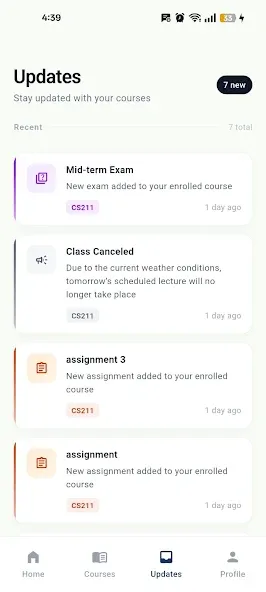 4:39
33
Updates
7 new
Stay updated with your courses
Recent
7 total
Mid-term Exam
New exam added to your enrolled course
CS211
1 day ago
Class Canceled
Due to the current weather conditions,
tomorrow's scheduled lecture will no
longer take place
CS211
1 day ago
assignment 3
New assignment added to your enrolled
course
CS211
1 day ago
assignment
New assignment added to your enrolled
course
CS211
1 day ago
Home
Courses
Updates
Profile